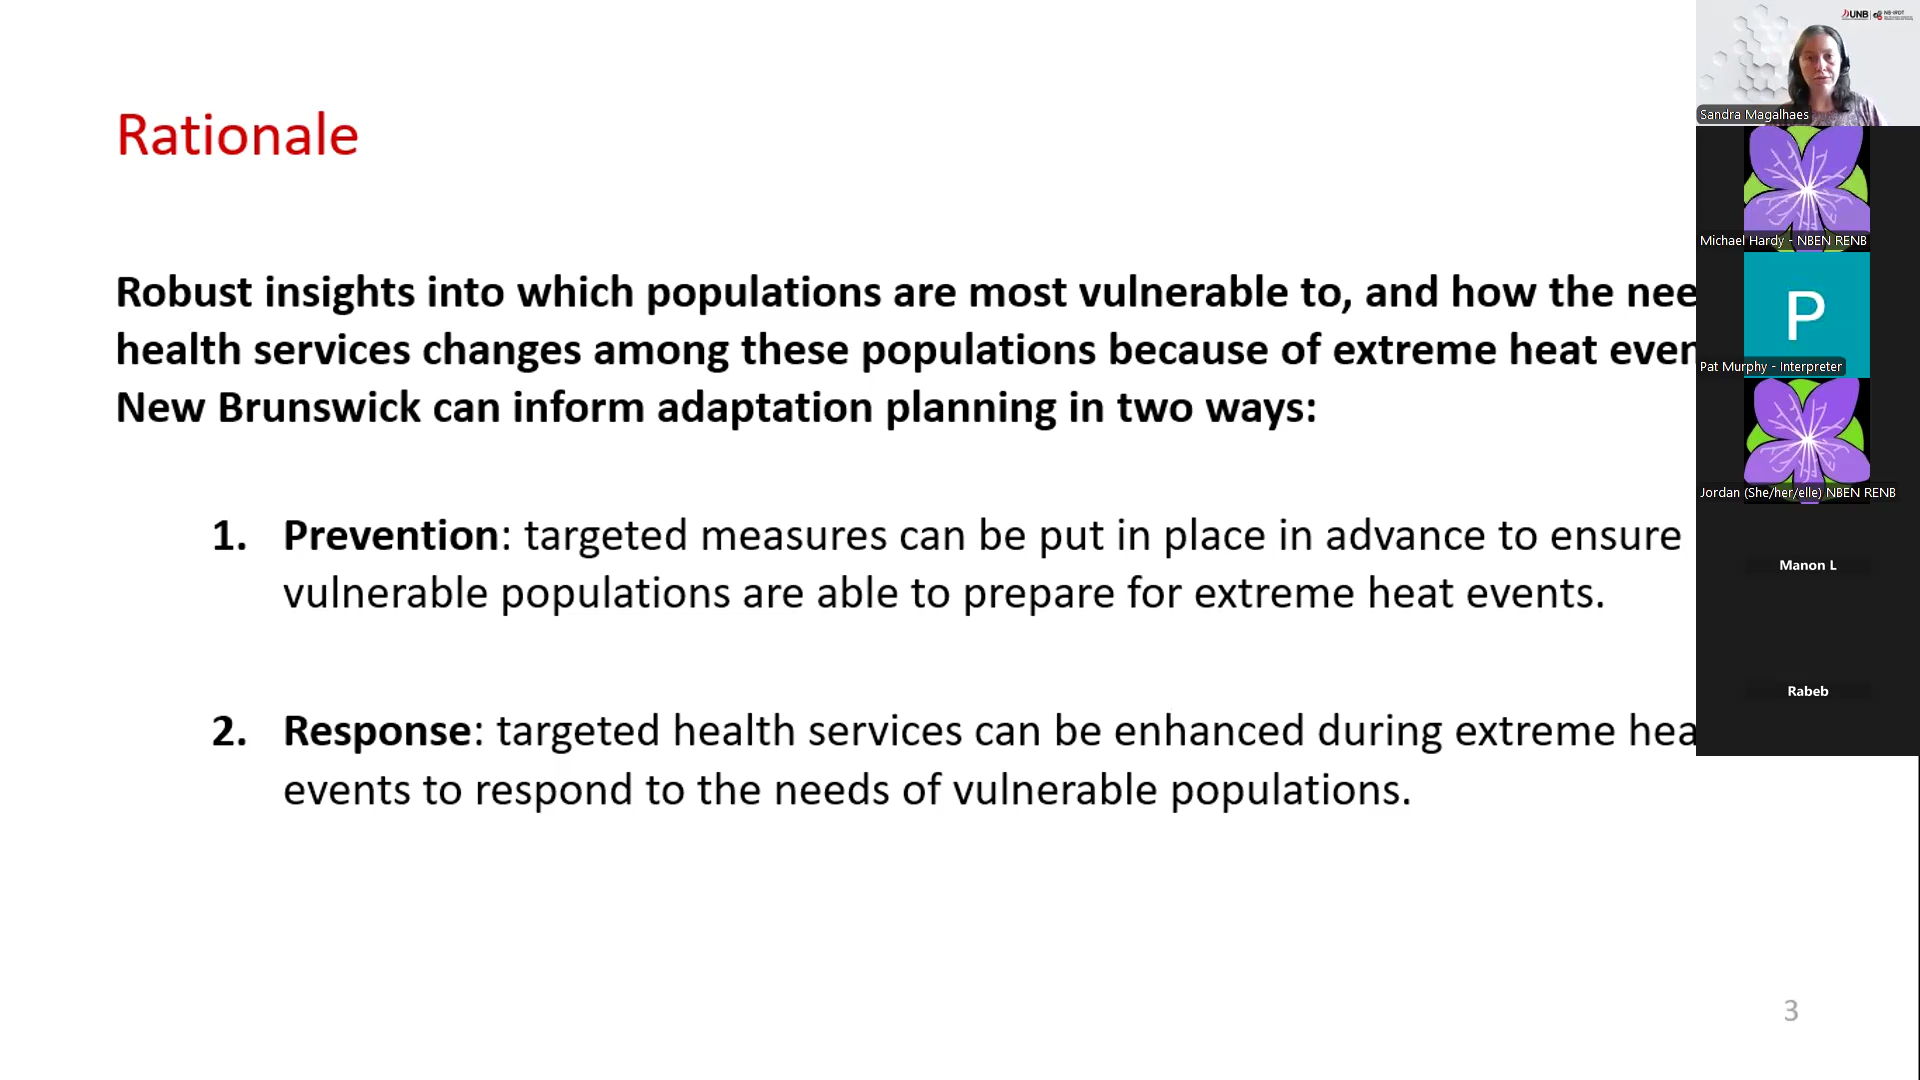 Rationale
Robust insights into which populations are most vulnerable to, and how the nee
health services changes among these populations because of extreme heat even
New Brunswick can inform adaptation planning in two ways:
1. Prevention: targeted measures can be put in place in advance to ensure
vulnerable populations are able to prepare for extreme heat events.
2. Response: targeted health services can be enhanced during extreme hea
events to respond to the needs of vulnerable populations.
3
UNB
NB-IRDT
Sandra Magalhaes
Michael Hardy - NBEN RENB
P
Pat Murphy - Interpreter
Jordan (She/her/elle) NBEN RENB
Manon L
Rabeb